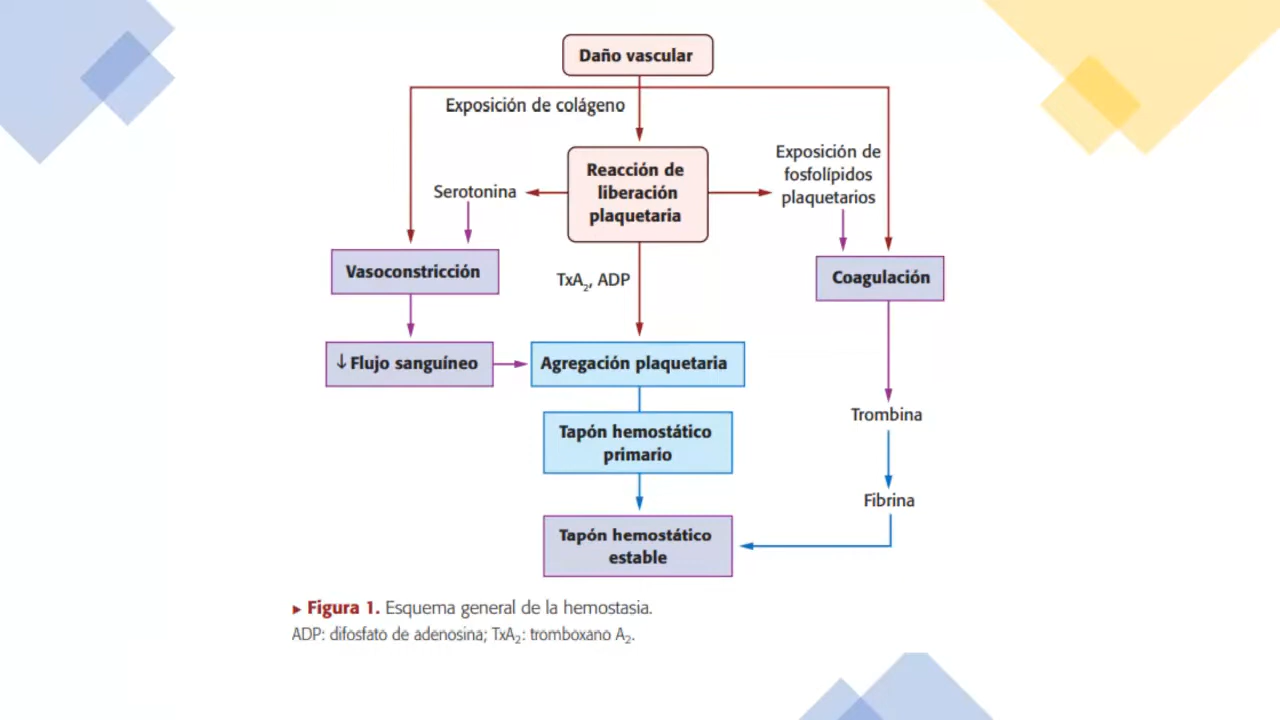 Daño vascular
Exposición de colágeno
Reacción de
liberación
plaquetaria
Serotonina
Exposición de
fosfolípidos
plaquetarios
Vasoconstricción
TxA₂, ADP
Coagulación
↓ Flujo sanguíneo
Agregación plaquetaria
Tapón hemostático
primario
Trombina
Fibrina
Tapón hemostático
estable
▸ Figura 1. Esquema general de la hemostasia.
ADP: difosfato de adenosina; TxA₂: tromboxano A₂.